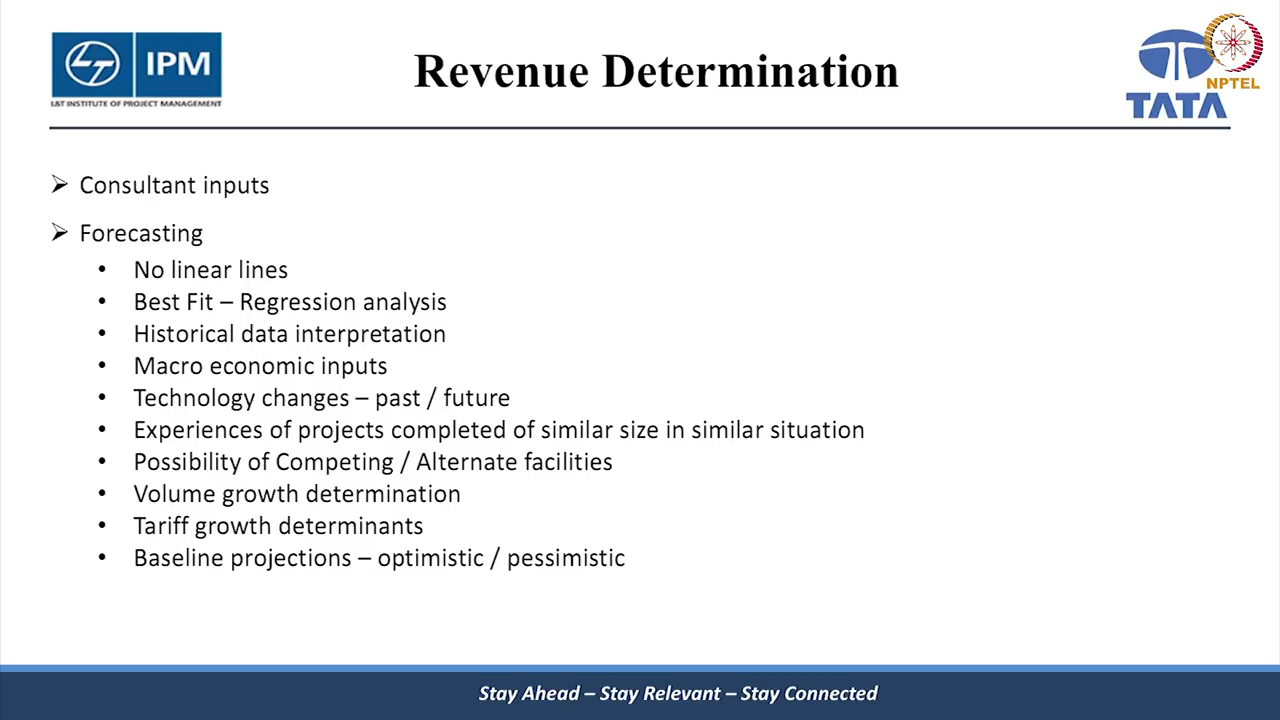 IPM
L&T INSTITUTE OF PROJECT MANAGEMENT
Revenue Determination
NPTEL
TATA
➢ Consultant inputs
➢ Forecasting
• No linear lines
• Best Fit – Regression analysis
• Historical data interpretation
• Macro economic inputs
• Technology changes – past / future
• Experiences of projects completed of similar size in similar situation
• Possibility of Competing / Alternate facilities
• Volume growth determination
• Tariff growth determinants
• Baseline projections – optimistic / pessimistic
Stay Ahead – Stay Relevant – Stay Connected